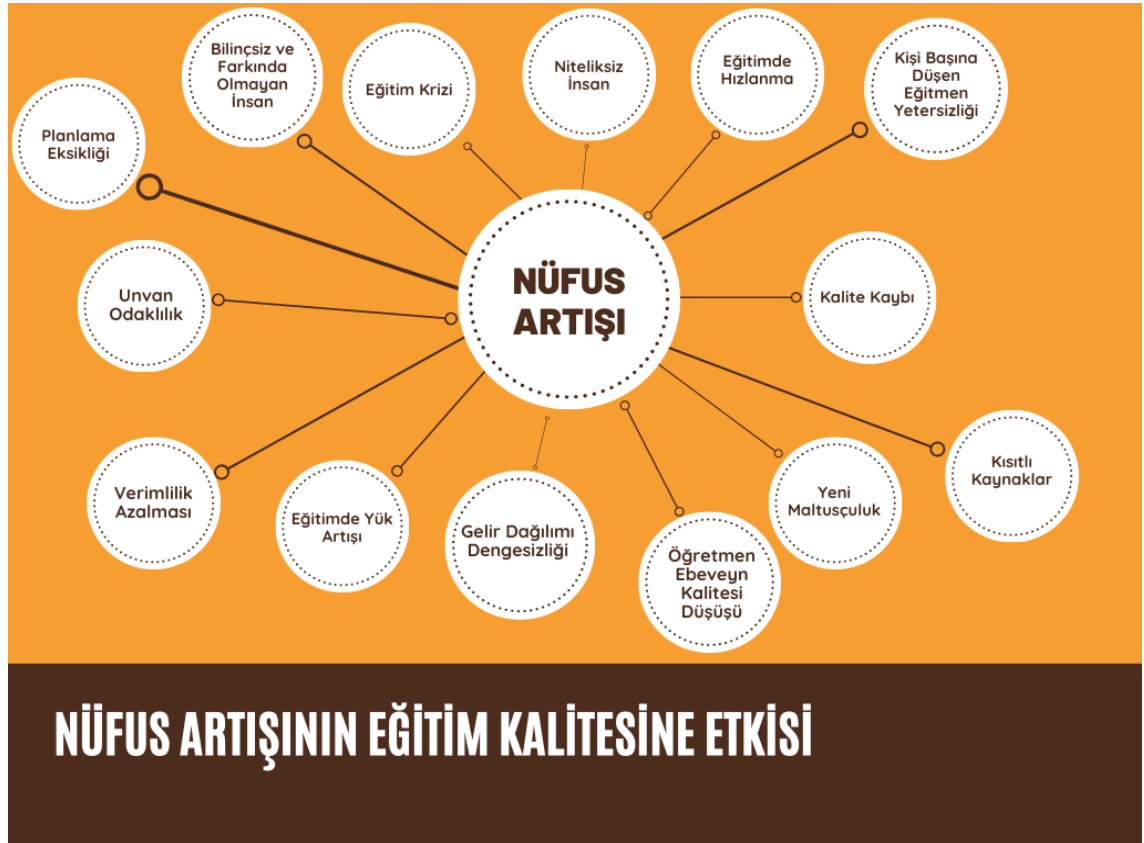 Bilinçsiz ve
Farkında
Olmayan
İnsan
Eğitim Krizi
Niteliksiz
İnsan
Eğitimde
Hızlanma
Kişi Başına
Düşen
Eğitmen
Yetersizliği
Planlama
Eksikliği
NÜFUS
ARTIŞI
Unvan
Odaklılık
Kalite Kaybı
Verimlilik
Azalması
Eğitimde Yük
Artışı
Gelir Dağılımı
Dengesizliği
Öğretmen
Ebeveyn
Kalitesi
Düşüşü
Yeni
Maltusçuluk
Kısıtlı
Kaynaklar
NÜFUS ARTIŞININ EĞİTİM KALİTESİNE ETKİSİ